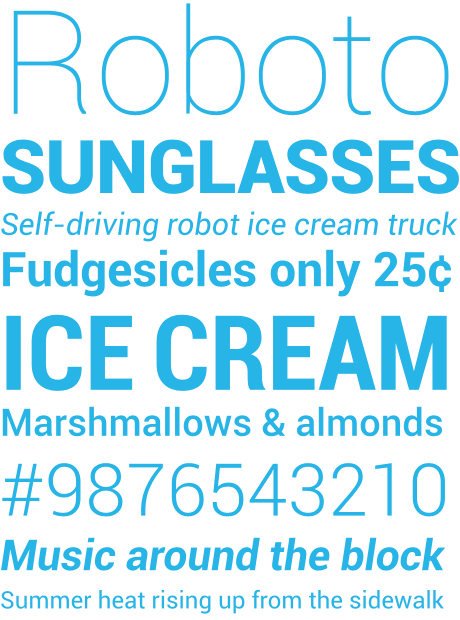 Roboto
SUNGLASSES
Self-driving robot ice cream truck
Fudgesicles only 25¢
ICE CREAM
Marshmallows & almonds
#9876543210
Music around the block
Summer heat rising up from the sidewalk